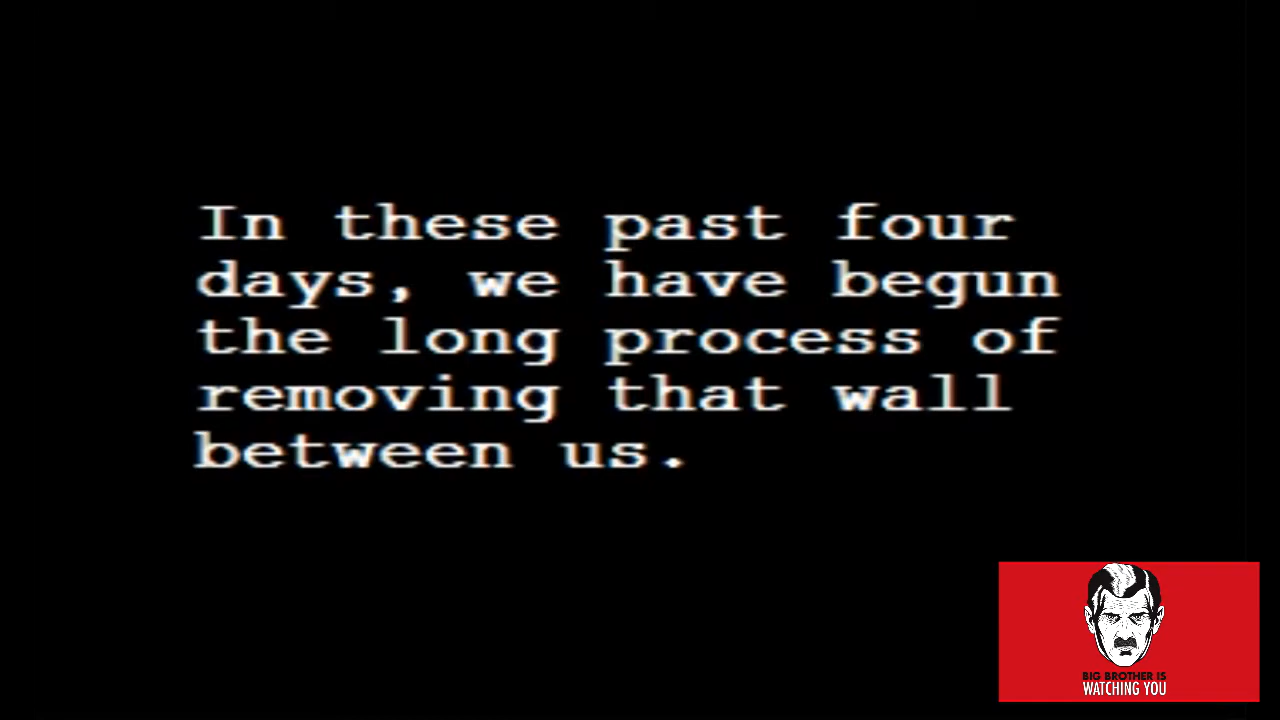 In these past four
days, we have begun
the long process of
removing that wall
between us.
BIG BROTHER IS
WATCHING YOU